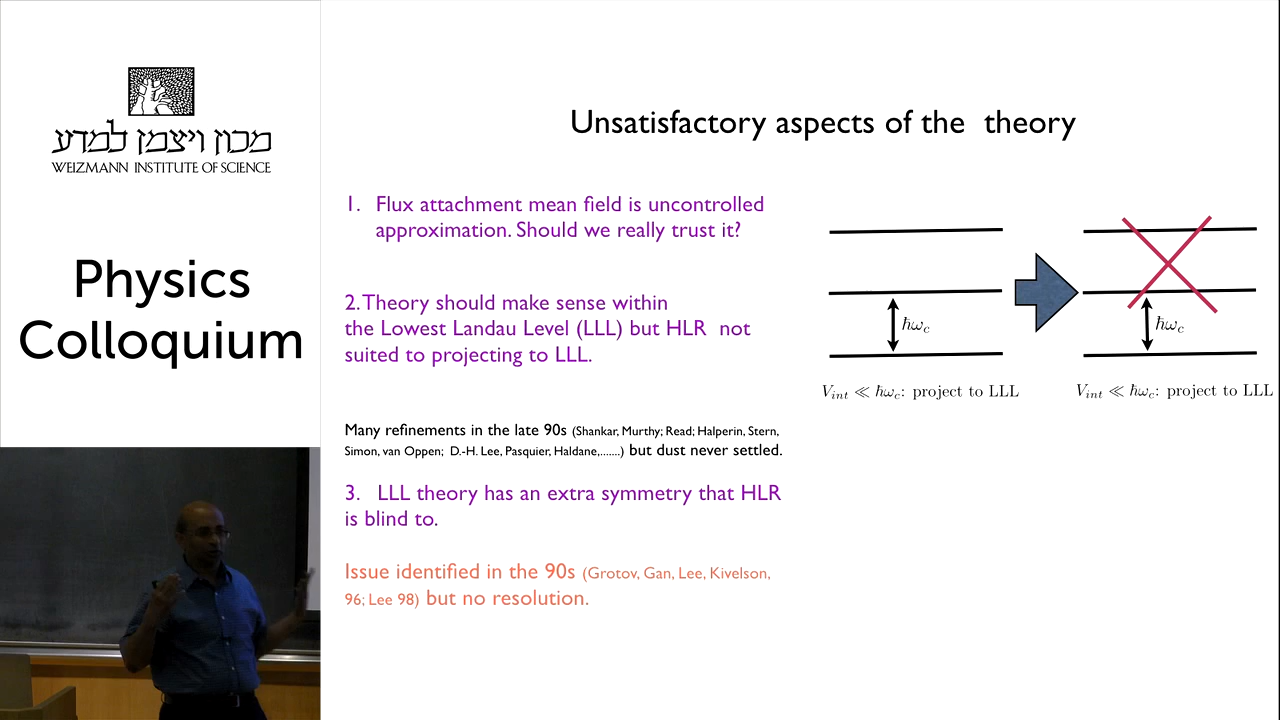 מכון ויצמן למדע
WEIZMANN INSTITUTE OF SCIENCE
Physics
Colloquium
Unsatisfactory aspects of the theory
1. Flux attachment mean field is uncontrolled
approximation. Should we really trust it?
2. Theory should make sense within
the Lowest Landau Level (LLL) but HLR not
suited to projecting to LLL.
Many refinements in the late 90s (Shankar, Murthy; Read; Halperin, Stern,
Simon, van Oppen; D.-H. Lee, Pasquier, Haldane,.......) but dust never settled.
3. LLL theory has an extra symmetry that HLR
is blind to.
Issue identified in the 90s (Grotov, Gan, Lee, Kivelson,
96; Lee 98) but no resolution.
ħω_c
V_int ≪ ħω_c: project to LLL
ħω_c
V_int ≪ ħω_c: project to LLL